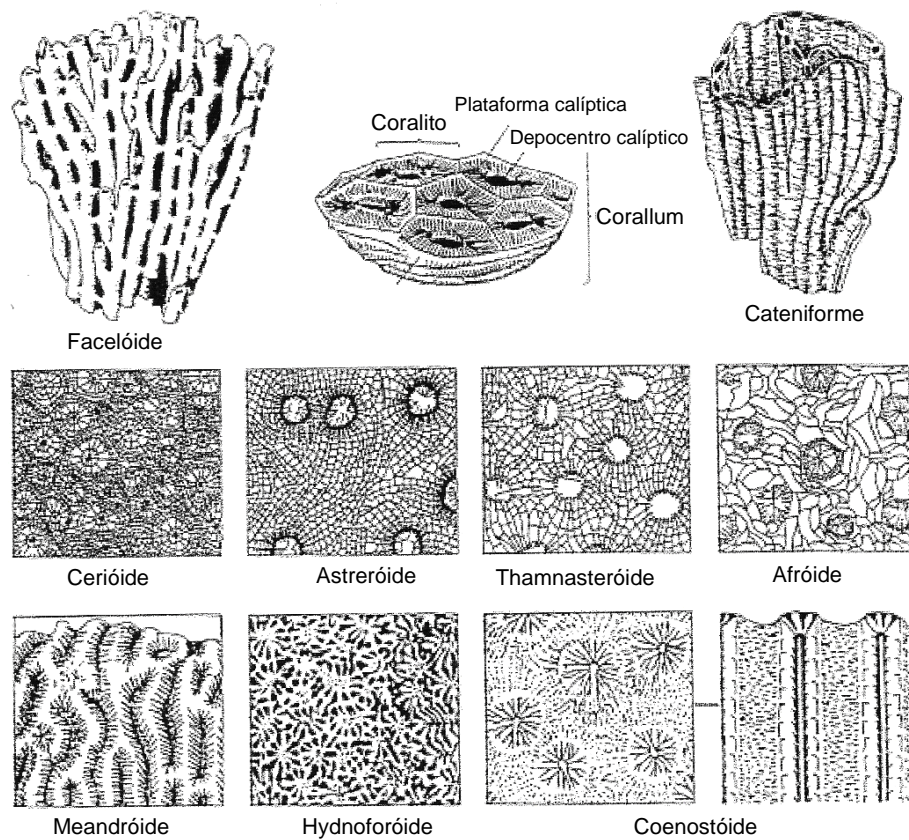 Plataforma calíptica
Coralito
Depocentro calíptico
Corallum
Cateniforme
Facelóide
Cerióide
Astreróide
Thamnasteróide
Afróide
Meandróide
Hydnoforóide
Coenostóide